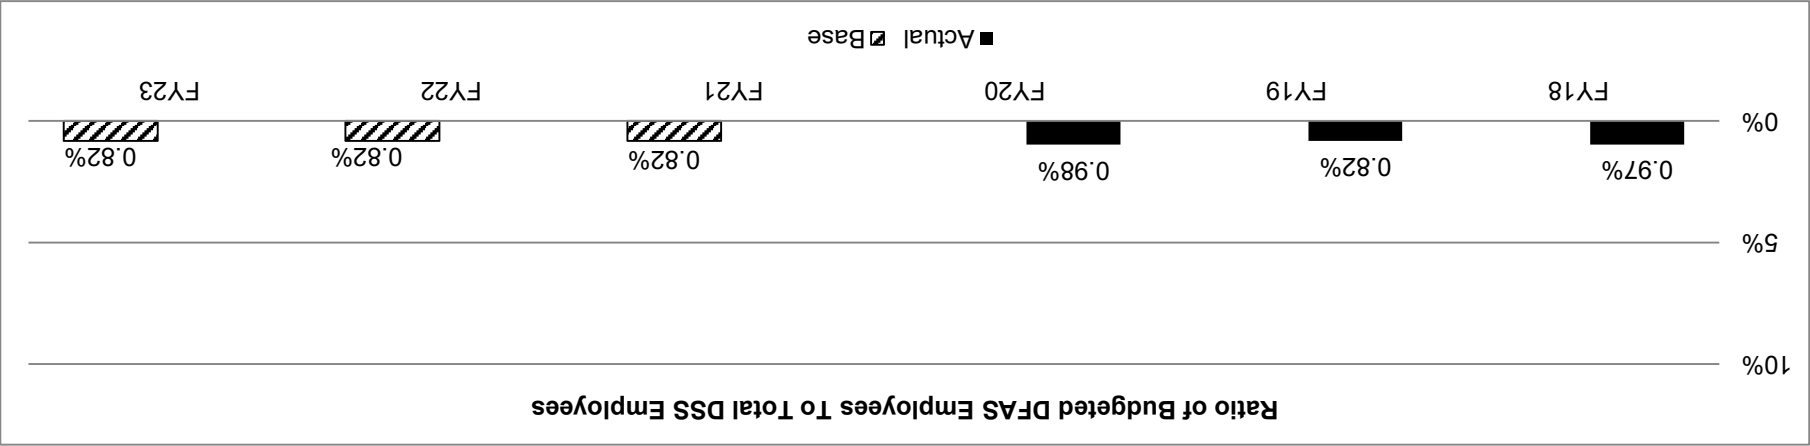 Ratio of Budgeted DFAS Employees To Total DSS Employees
10%
5%
0%
0.97%
0.82%
0.98%
0.82%
0.82%
0.82%
FY18
FY19
FY20
FY21
FY22
FY23
Actual
Base